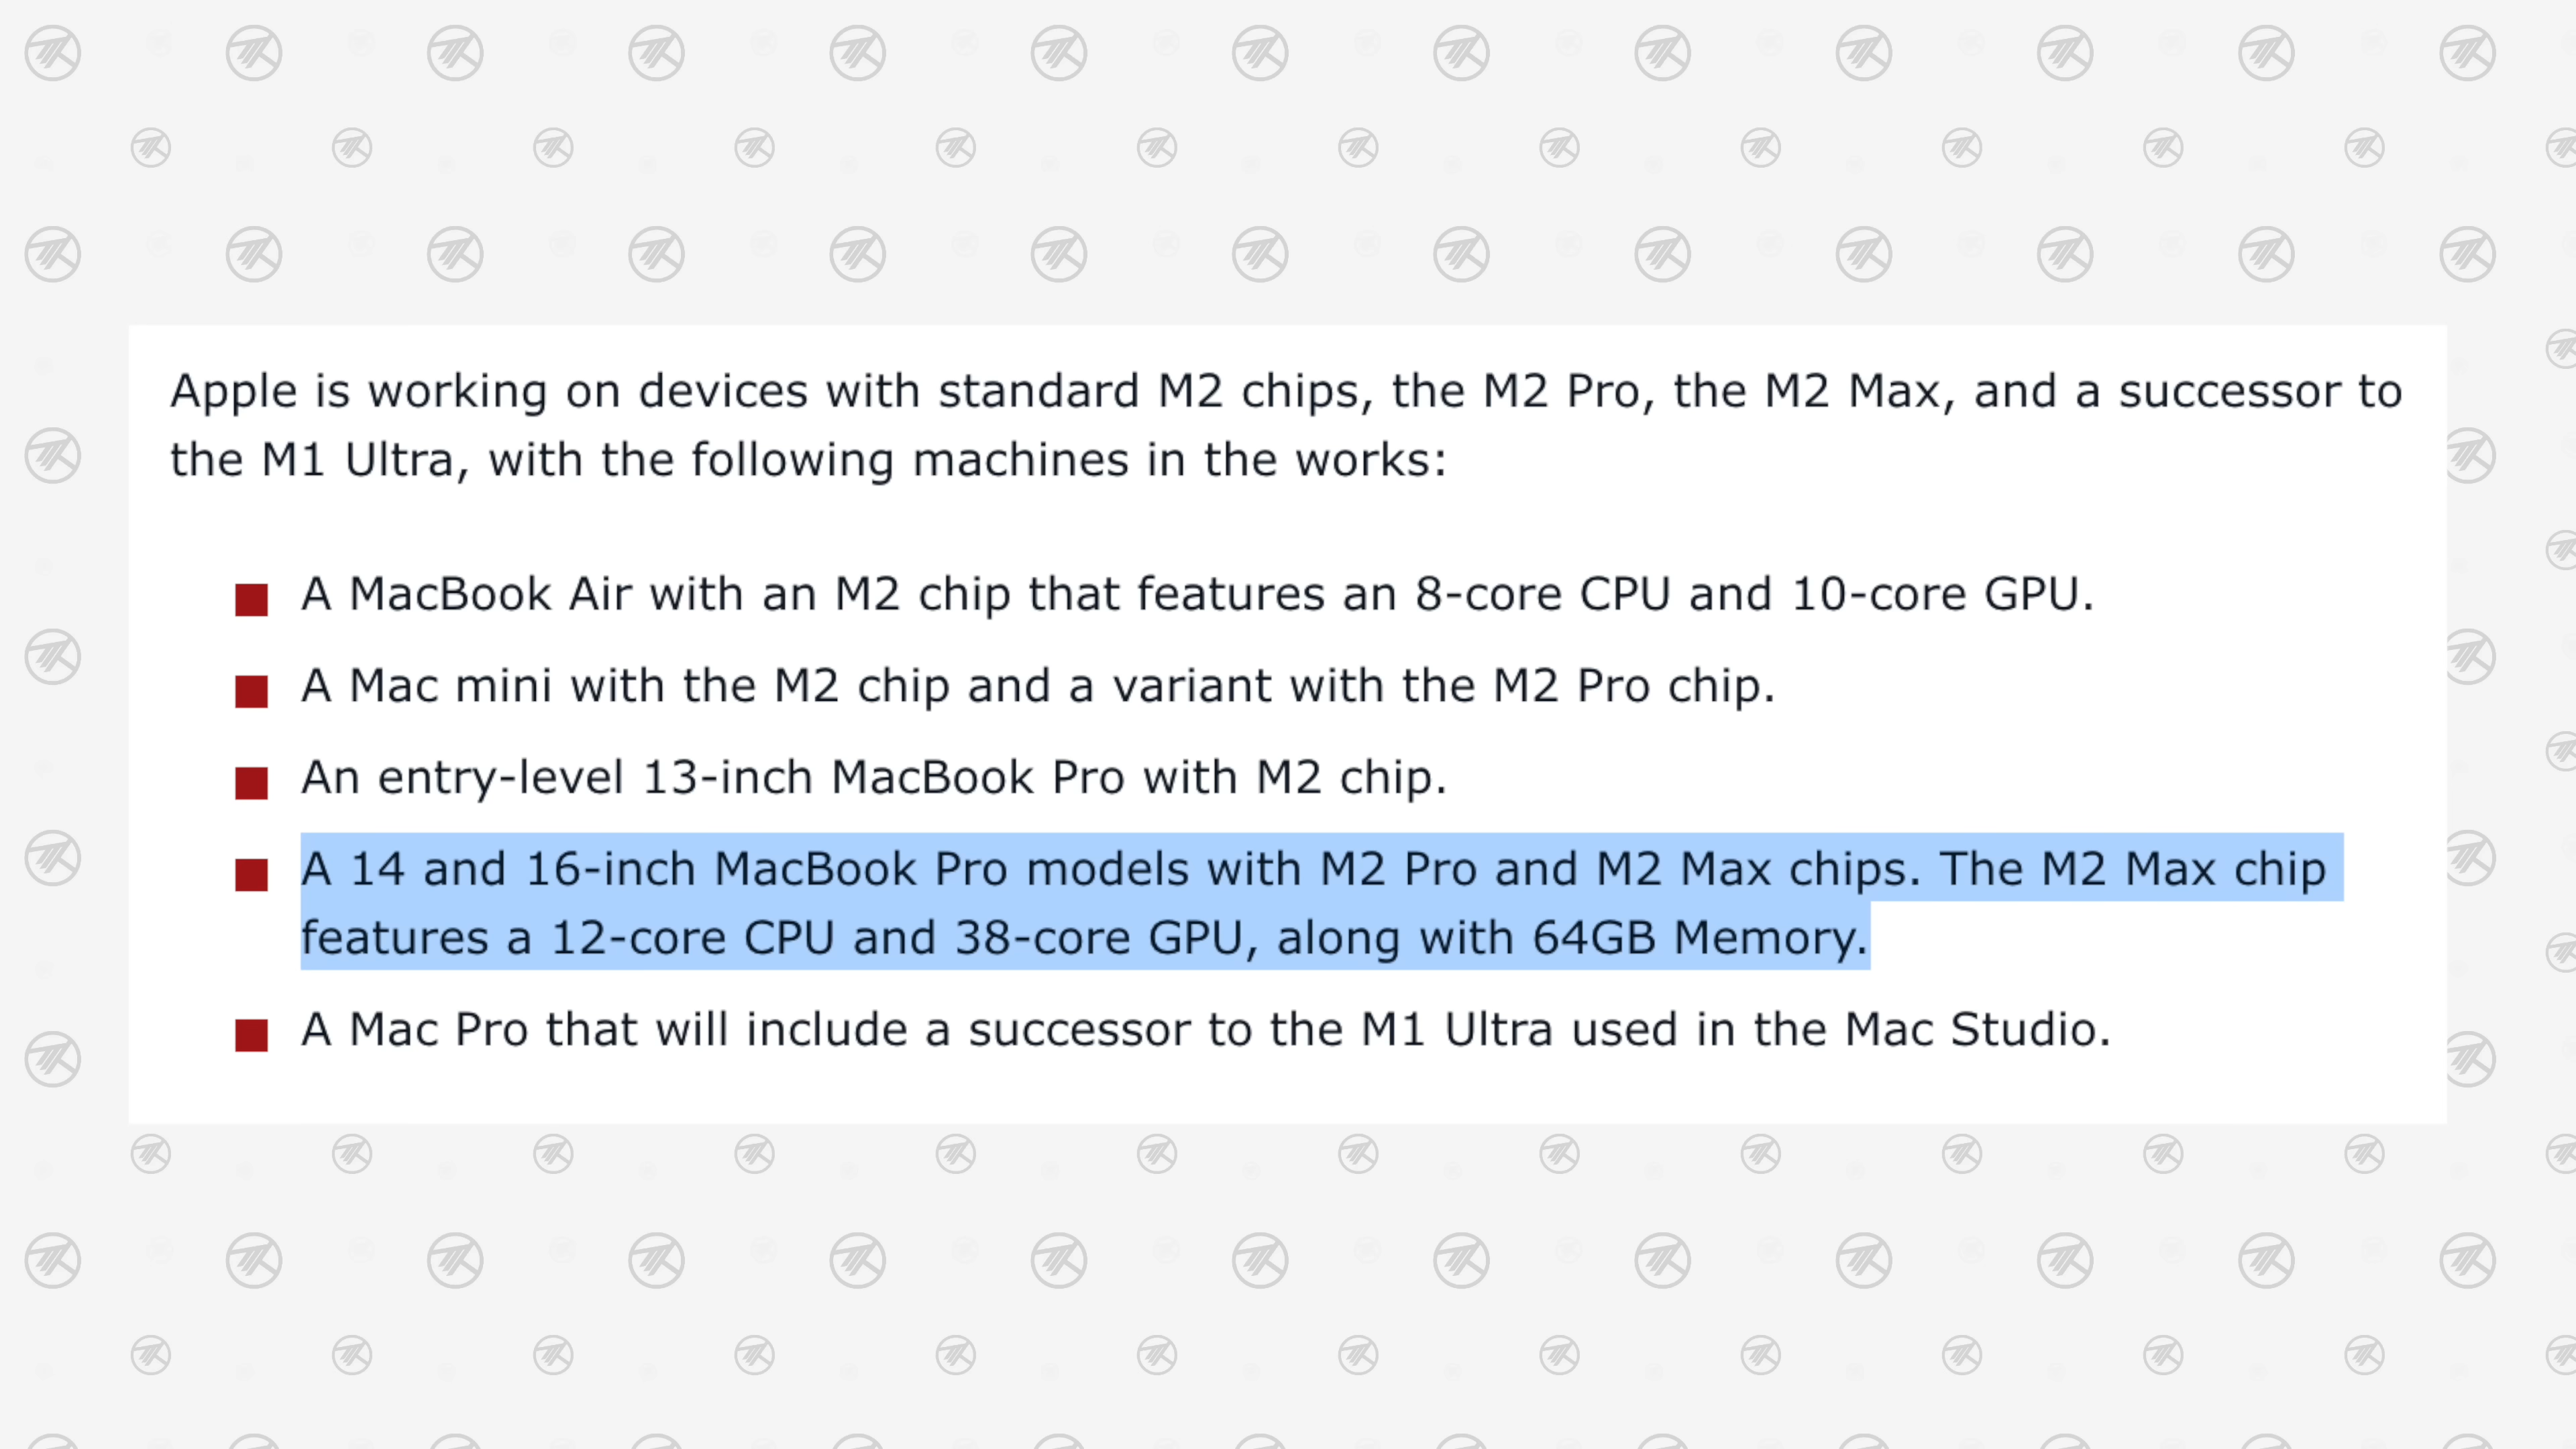 Apple is working on devices with standard M2 chips, the M2 Pro, the M2 Max, and a successor to
the M1 Ultra, with the following machines in the works:
A MacBook Air with an M2 chip that features an 8-core CPU and 10-core GPU.
A Mac mini with the M2 chip and a variant with the M2 Pro chip.
An entry-level 13-inch MacBook Pro with M2 chip.
A 14 and 16-inch MacBook Pro models with M2 Pro and M2 Max chips. The M2 Max chip
features a 12-core CPU and 38-core GPU, along with 64GB Memory.
A Mac Pro that will include a successor to the M1 Ultra used in the Mac Studio.